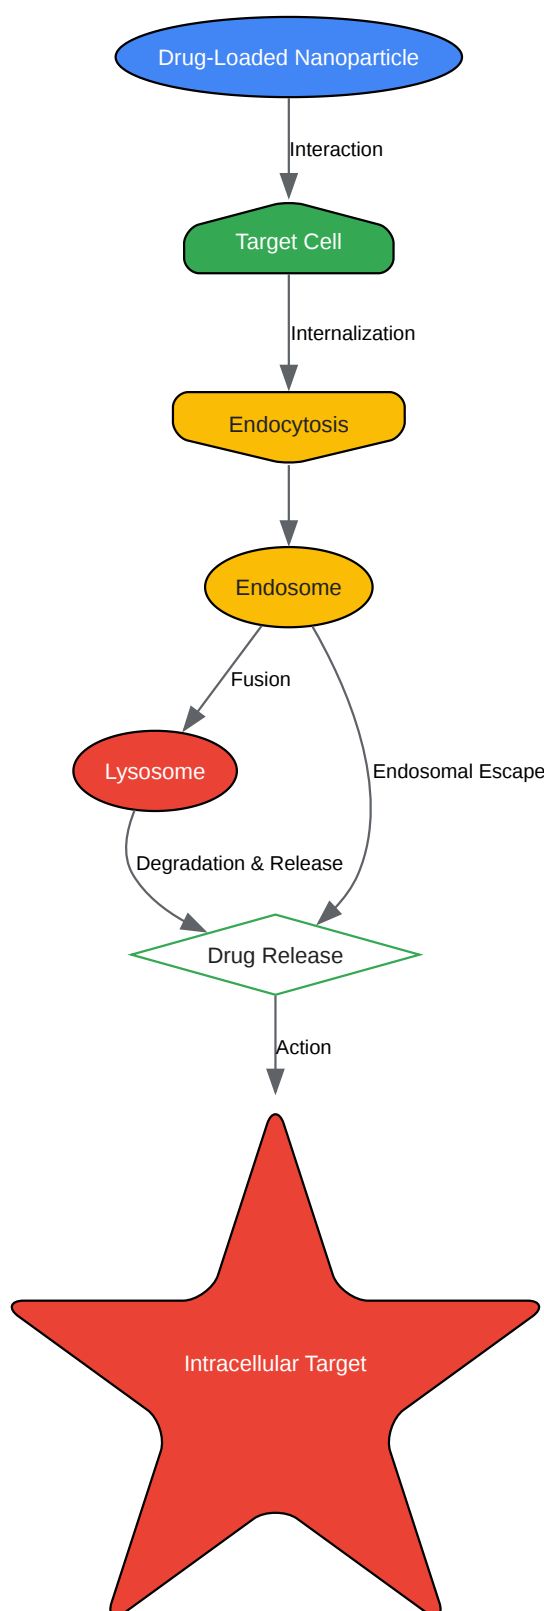 Drug-Loaded Nanoparticle
Interaction
Target Cell
Internalization
Endocytosis
Endosome
Fusion
Lysosome
Endosomal Escape
Degradation & Release
Drug Release
Action
Intracellular Target